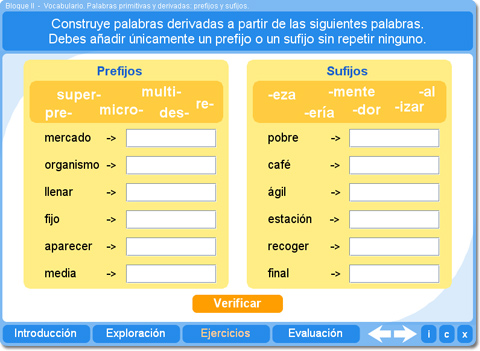 Bloque II - Vocabulario. Palabras primitivas y derivadas: prefijos y sufijos.
Construye palabras derivadas a partir de las siguientes palabras.
Debes añadir únicamente un prefijo o un sufijo sin repetir ninguno.
Prefijos
super- multi-
pre- micro- des- re-
mercado ->
organismo ->
llenar ->
fijo ->
aparecer ->
media ->
Sufijos
-eza -mente -al
-ería -dor -izar
pobre ->
café ->
ágil ->
estación ->
recoger ->
final ->
Verificar
Introducción Exploración Ejercicios Evaluación i c x